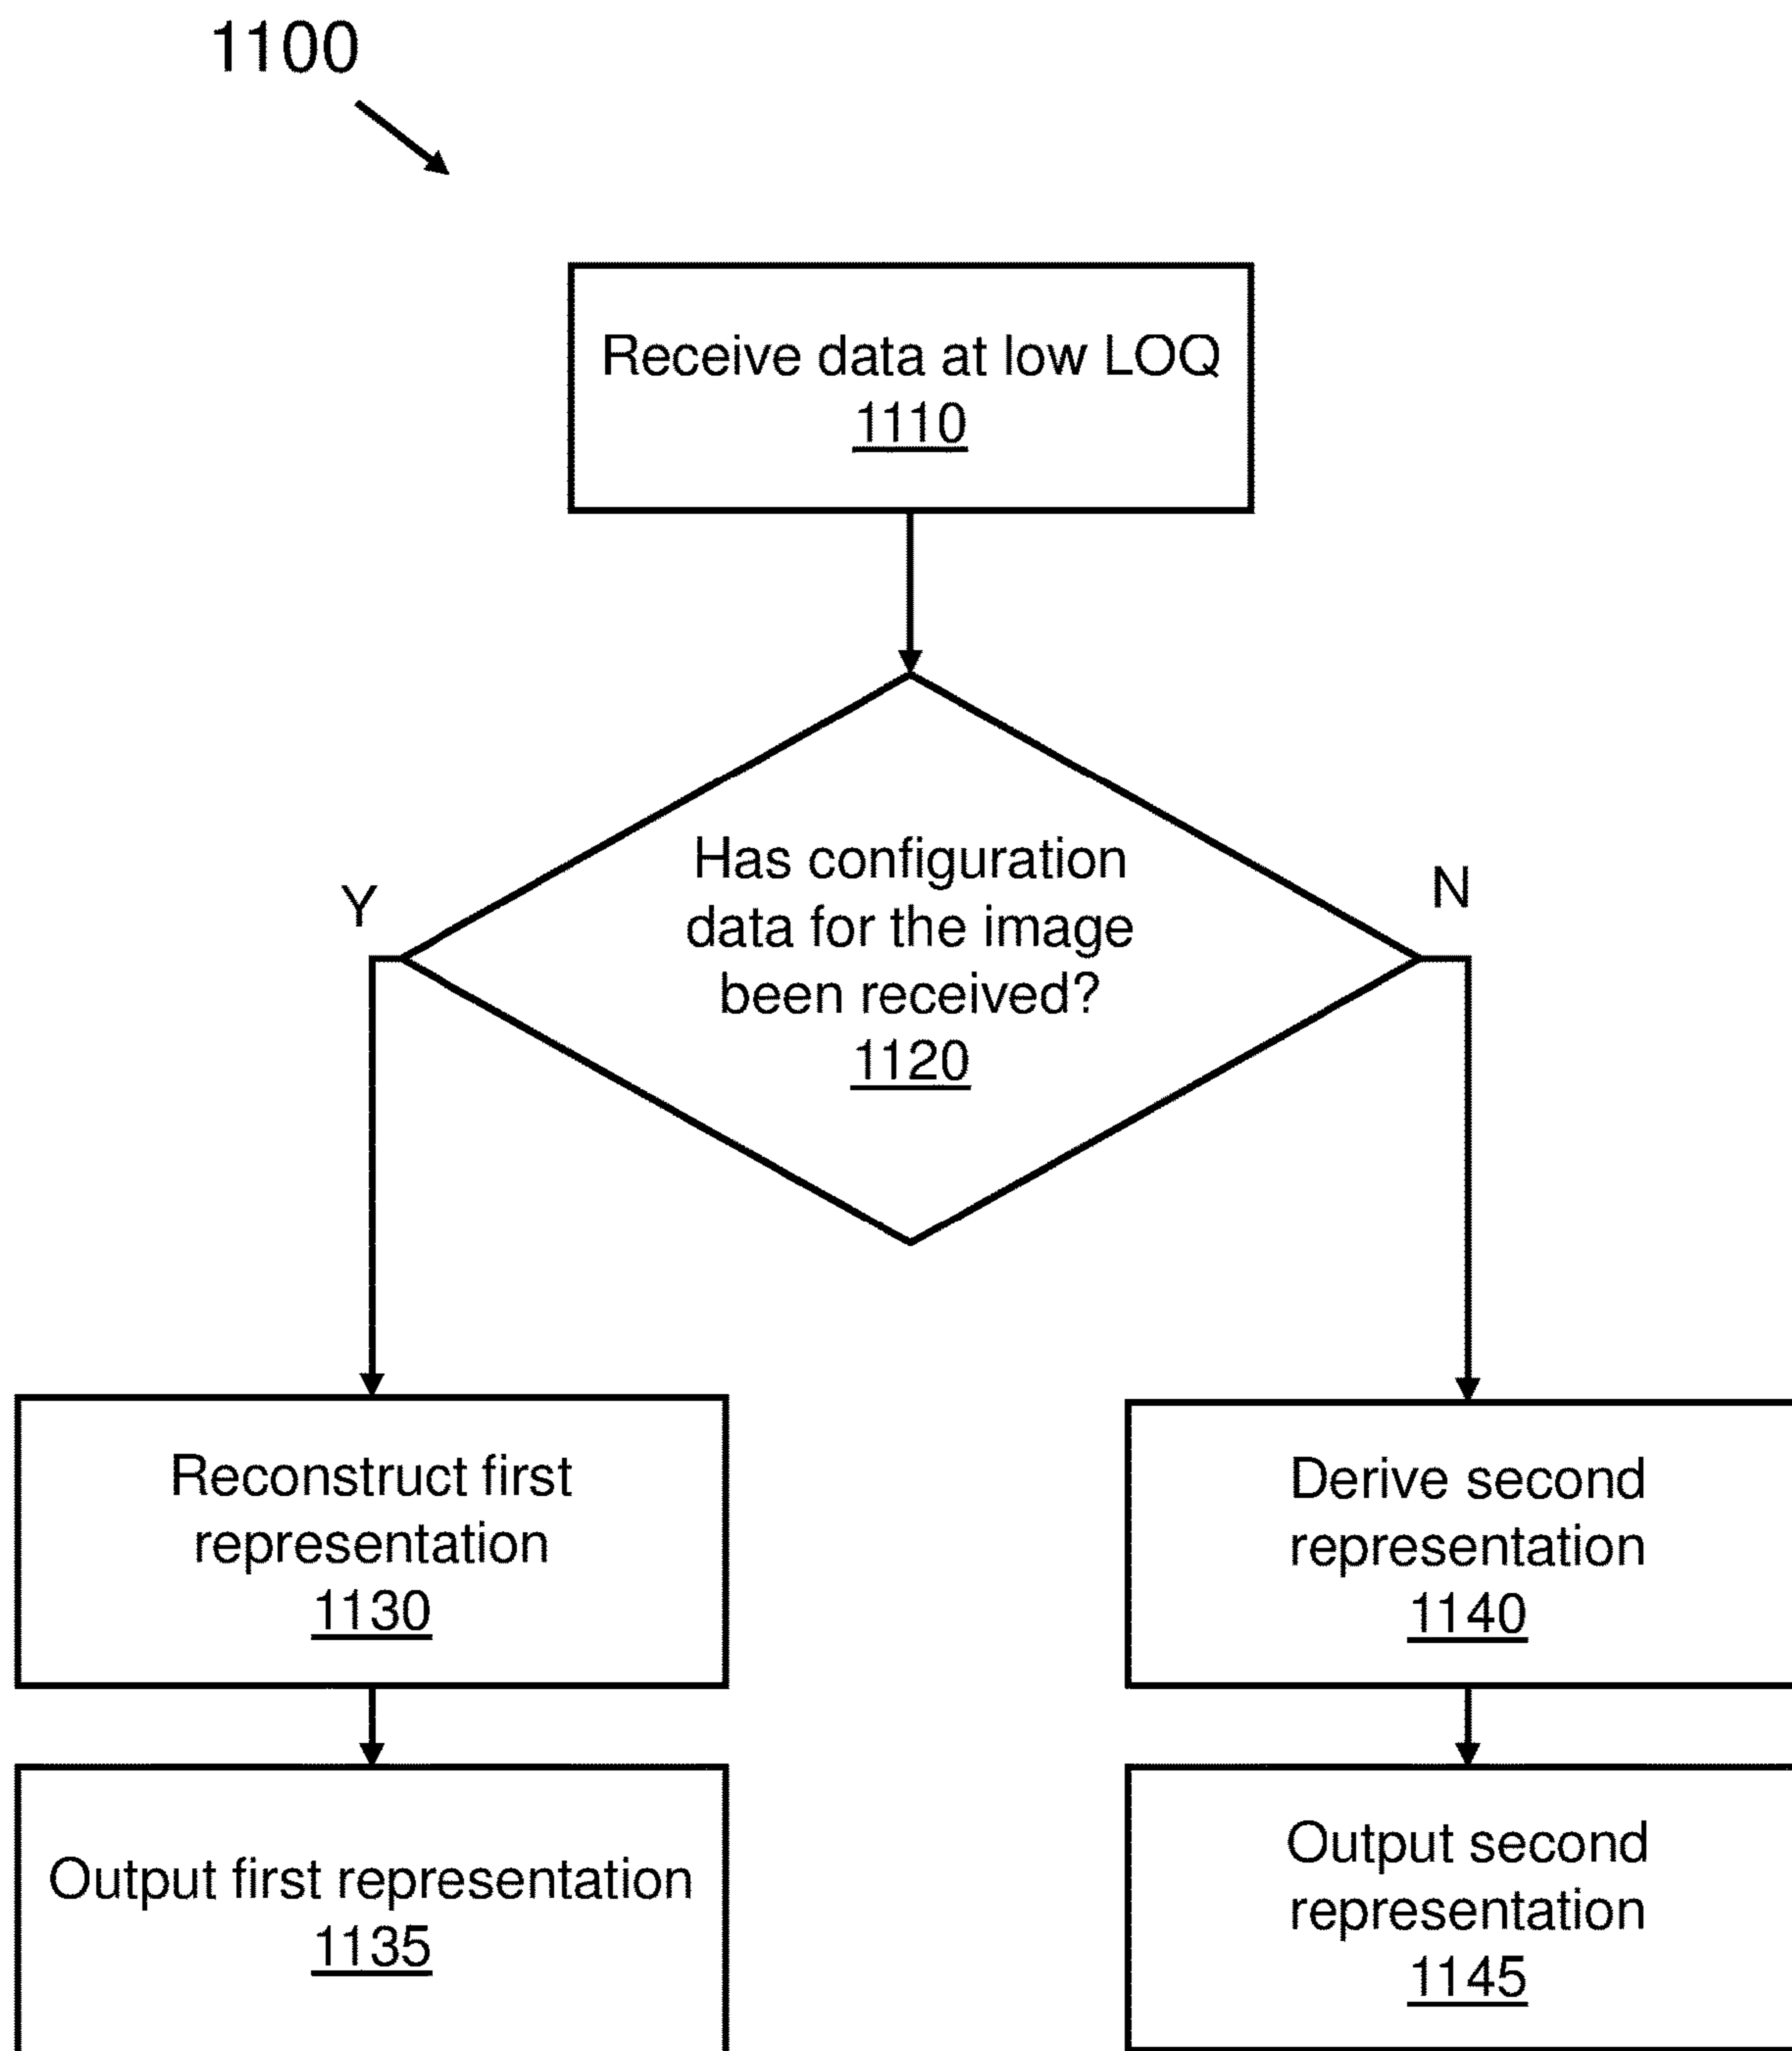 1100
Receive data at low LOQ
1110
Has configuration
data for the image
been received?
1120
Y
N
Reconstruct first
representation
1130
Derive second
representation
1140
Output first representation
1135
Output second
representation
1145